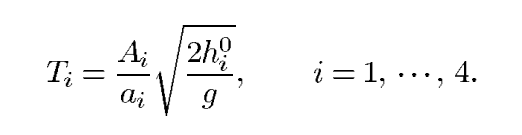 $T_i = \frac{A_i}{a_i} \sqrt{\frac{2h_i^0}{g}}, \qquad i = 1, \cdots, 4.$